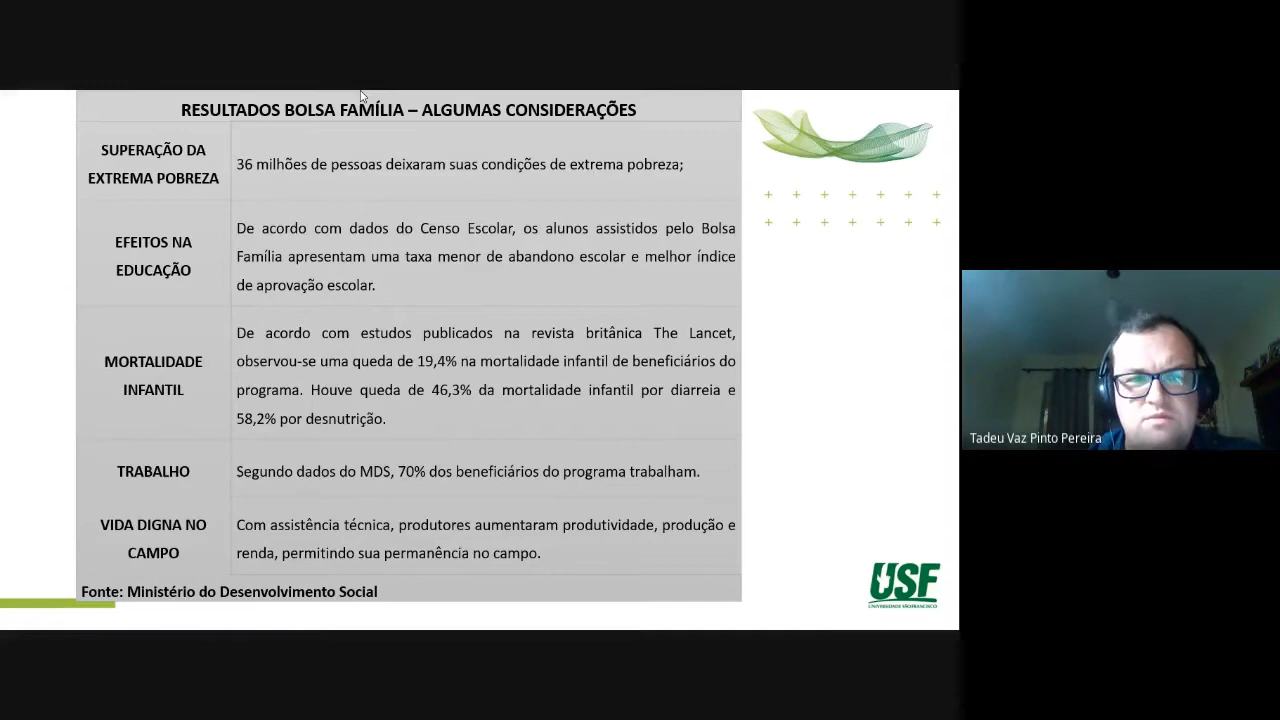 RESULTADOS BOLSA FAMÍLIA – ALGUMAS CONSIDERAÇÕES
SUPERAÇÃO DA
EXTREMA POBREZA
36 milhões de pessoas deixaram suas condições de extrema pobreza;
EFEITOS NA
EDUCAÇÃO
De acordo com dados do Censo Escolar, os alunos assistidos pelo Bolsa
Família apresentam uma taxa menor de abandono escolar e melhor índice
de aprovação escolar.
MORTALIDADE
INFANTIL
De acordo com estudos publicados na revista britânica The Lancet,
observou-se uma queda de 19,4% na mortalidade infantil de beneficiários do
programa. Houve queda de 46,3% da mortalidade infantil por diarreia e
58,2% por desnutrição.
TRABALHO
Segundo dados do MDS, 70% dos beneficiários do programa trabalham.
VIDA DIGNA NO
CAMPO
Com assistência técnica, produtores aumentaram produtividade, produção e
renda, permitindo sua permanência no campo.
Fonte: Ministério do Desenvolvimento Social
USF
UNIVERSIDADE SÃO FRANCISCO
Tadeu Vaz Pinto Pereira